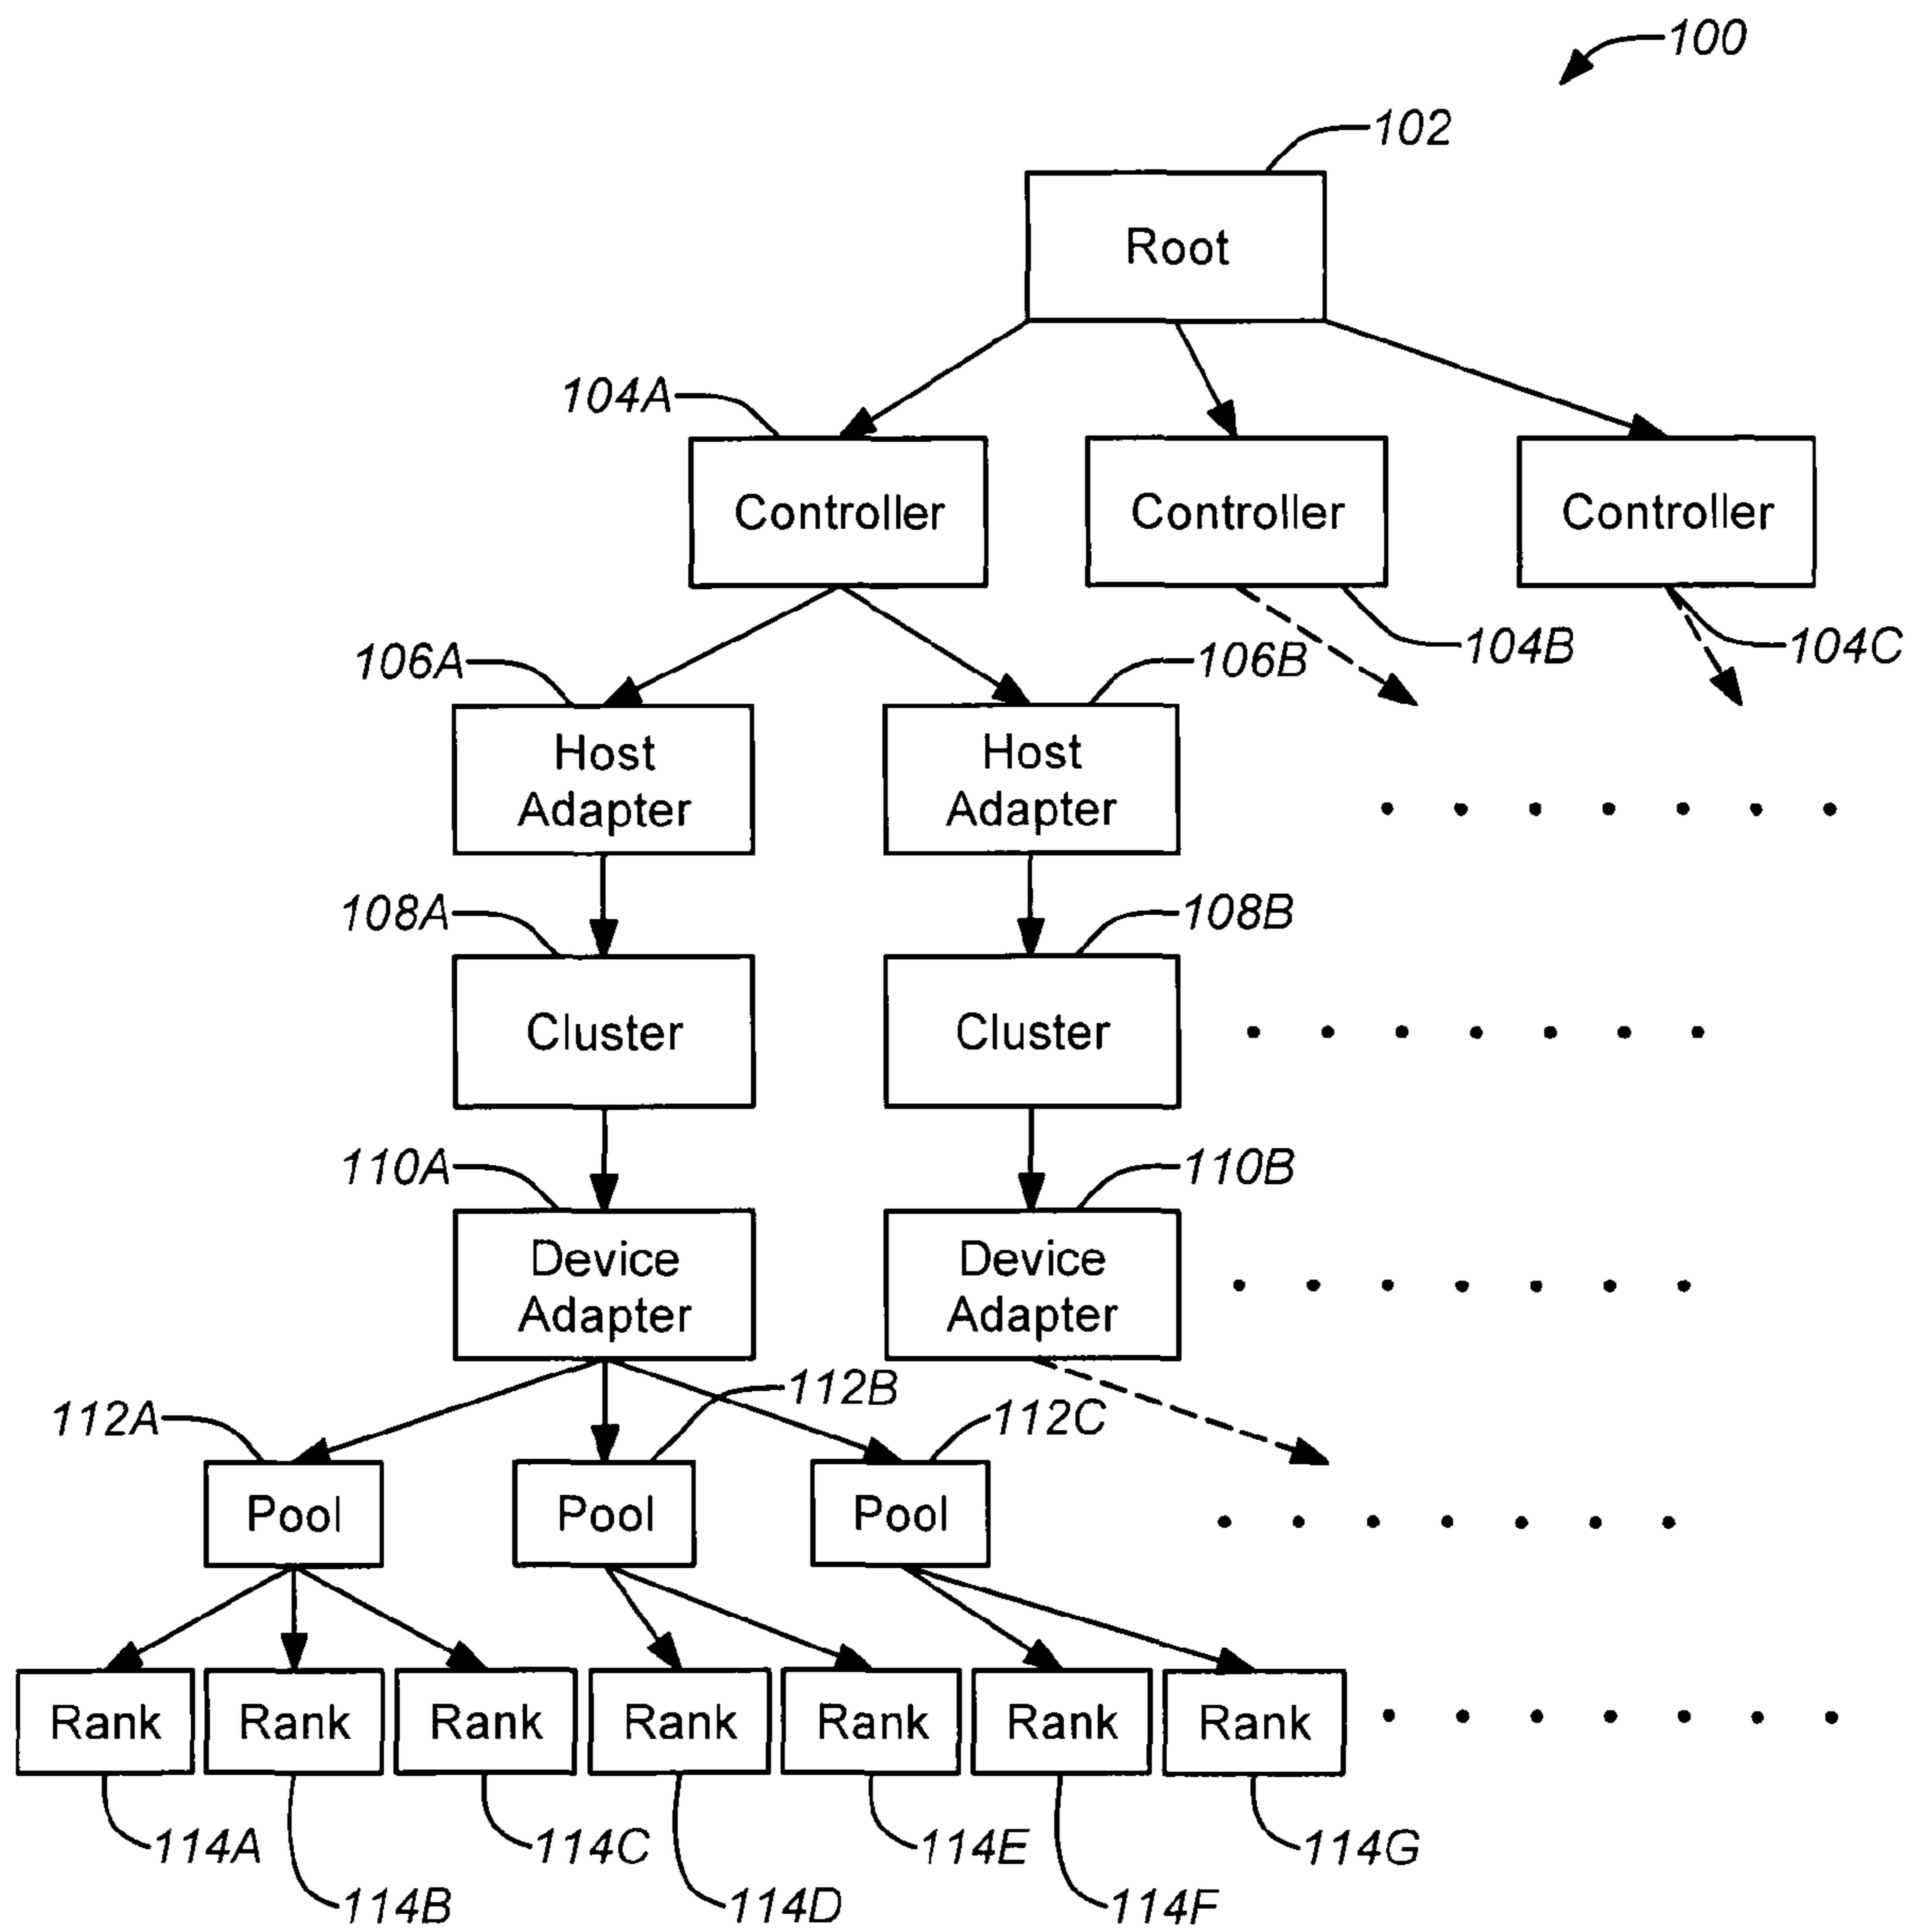 100
102
Root
104A
Controller
Controller
Controller
106A
106B
104B
104C
Host
Adapter
Host
Adapter
108A
108B
Cluster
Cluster
110A
110B
Device
Adapter
Device
Adapter
112A
112B
112C
Pool
Pool
Pool
Rank
Rank
Rank
Rank
Rank
Rank
Rank
114A
114B
114C
114D
114E
114F
114G